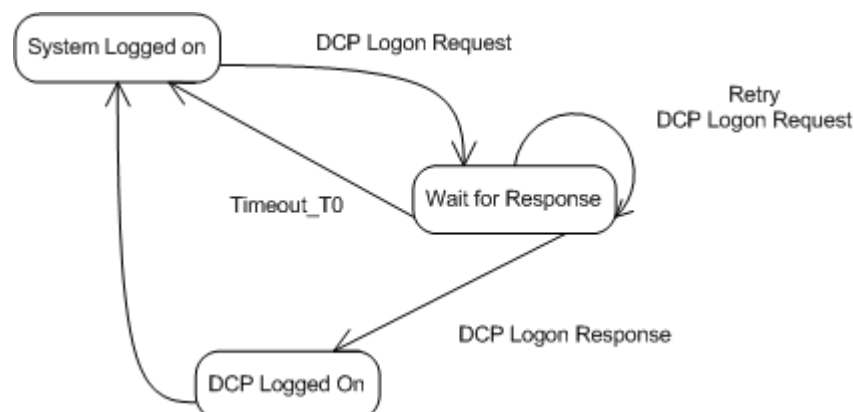 System Logged on
DCP Logon Request
Retry
DCP Logon Request
Wait for Response
Timeout_T0
DCP Logon Response
DCP Logged On